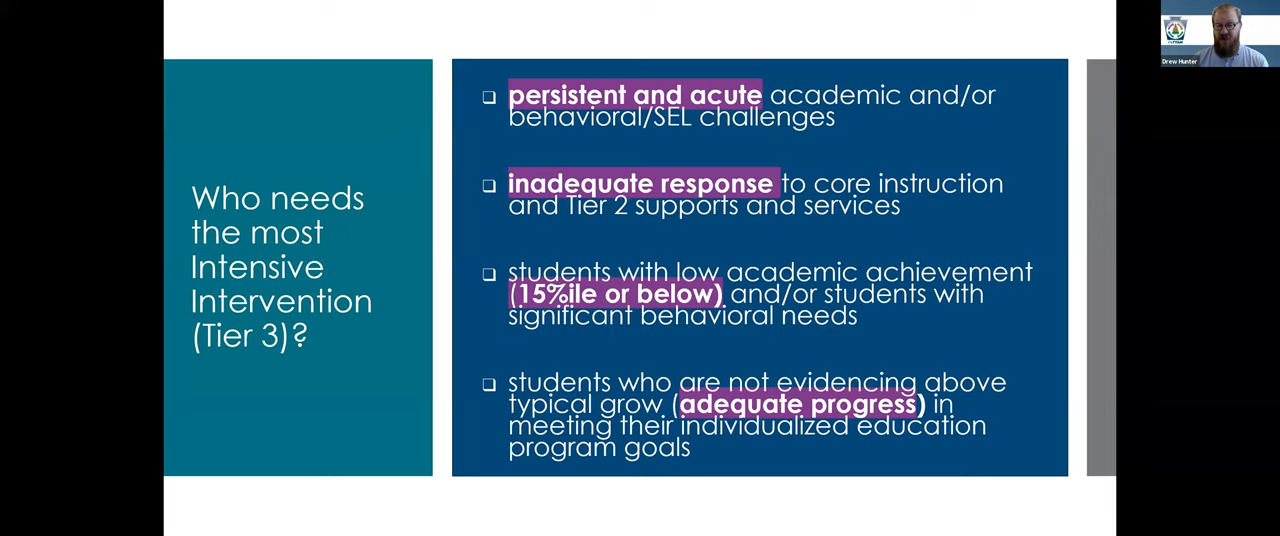 Who needs
the most
Intensive
Intervention
(Tier 3)?
persistent and acute academic and/or
behavioral/SEL challenges
inadequate response to core instruction
and Tier 2 supports and services
students with low academic achievement
(15%ile or below) and/or students with
significant behavioral needs
students who are not evidencing above
typical grow (adequate progress) in
meeting their individualized education
program goals
Drew Hunter